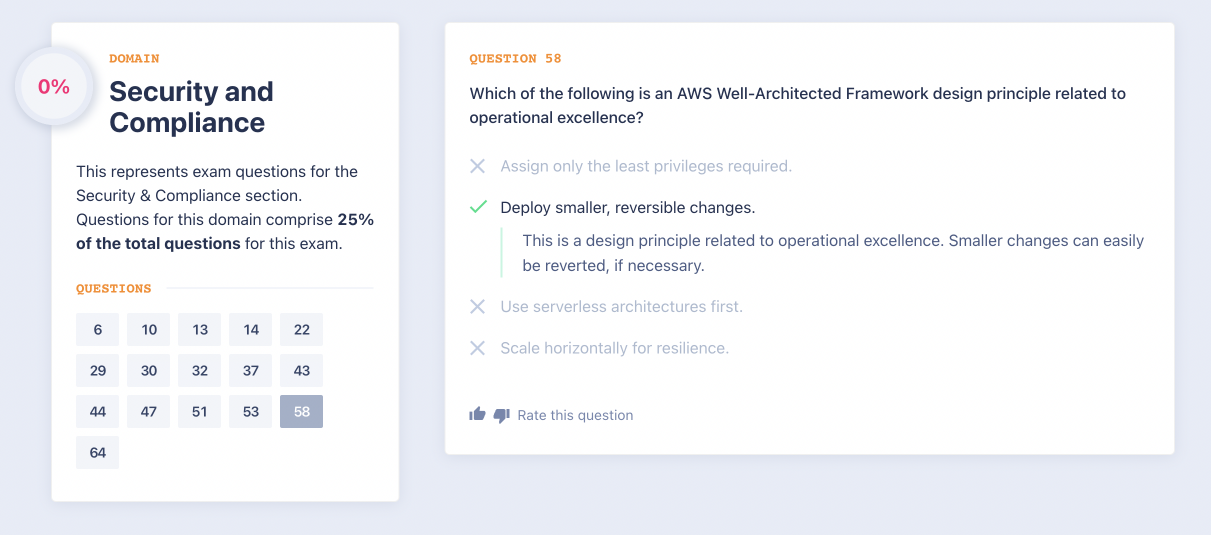 0%
DOMAIN
Security and
Compliance
This represents exam questions for the
Security & Compliance section.
Questions for this domain comprise 25%
of the total questions for this exam.
QUESTIONS
6 10 13 14 22
29 30 32 37 43
44 47 51 53 58
64
QUESTION 58
Which of the following is an AWS Well-Architected Framework design principle related to
operational excellence?
Assign only the least privileges required.
Deploy smaller, reversible changes.
This is a design principle related to operational excellence. Smaller changes can easily
be reverted, if necessary.
Use serverless architectures first.
Scale horizontally for resilience.
Rate this question